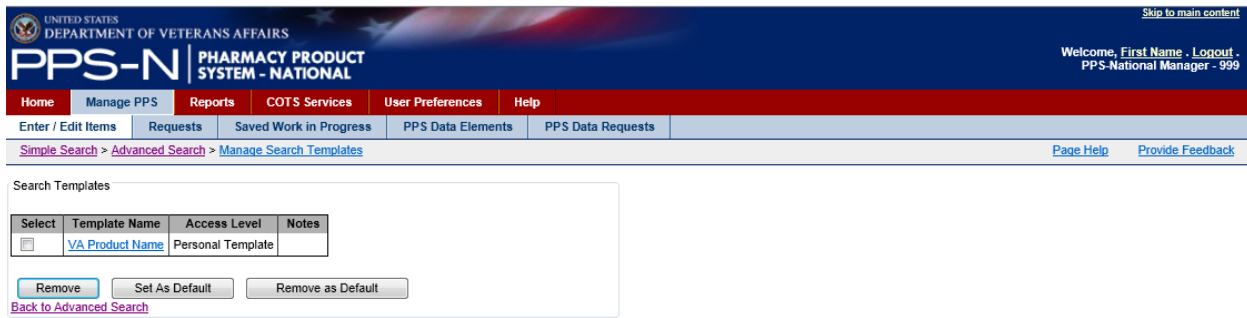 Skip to main content
UNITED STATES
DEPARTMENT OF VETERANS AFFAIRS
PPS-N PHARMACY PRODUCT
SYSTEM - NATIONAL
Welcome, First Name . Logout .
PPS-National Manager - 999
Home Manage PPS Reports COTS Services User Preferences Help
Enter / Edit Items Requests Saved Work in Progress PPS Data Elements PPS Data Requests
Simple Search > Advanced Search > Manage Search Templates Page Help Provide Feedback
Search Templates
Select Template Name Access Level Notes
VA Product Name Personal Template
Remove Set As Default Remove as Default
Back to Advanced Search